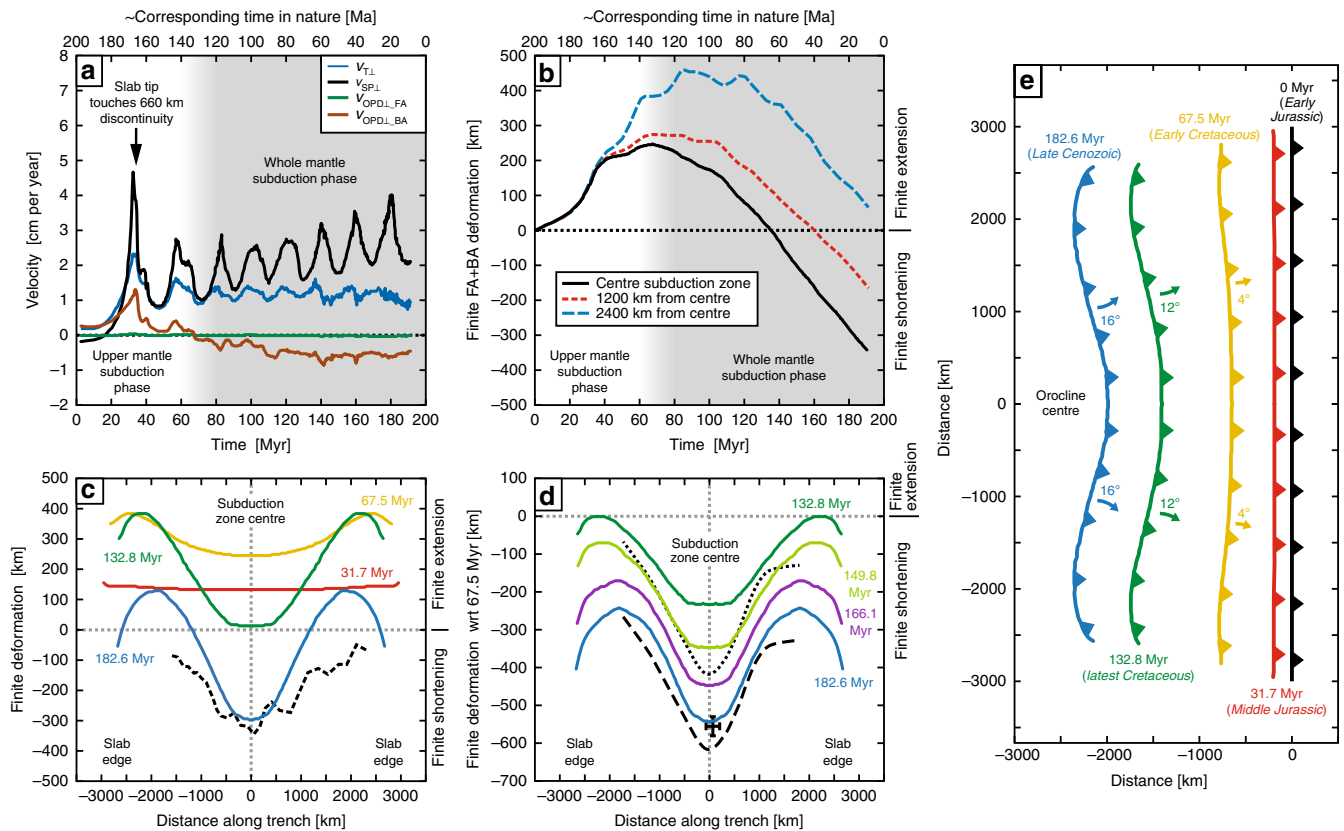 ~Corresponding time in nature [Ma]
200 180 160 140 120 100 80 60 40 20 0
a
Slab tip
touches 660 km
discontinuity
VT⊥
VSP⊥
VOPD⊥_FA
VOPD⊥_BA
Whole mantle
subduction phase
Upper mantle
subduction phase
Velocity [cm per year]
8
7
6
5
4
3
2
1
0
–1
–2
0 20 40 60 80 100 120 140 160 180 200
Time [Myr]
~Corresponding time in nature [Ma]
200 180 160 140 120 100 80 60 40 20 0
b
Finite FA+BA deformation [km]
500
400
300
200
100
0
–100
–200
–300
–400
–500
Centre subduction zone
1200 km from centre
2400 km from centre
Upper mantle
subduction phase
Whole mantle
subduction phase
Finite extension
Finite shortening
0 20 40 60 80 100 120 140 160 180 200
Time [Myr]
c
Finite deformation [km]
500
400
300
200
100
0
–100
–200
–300
–400
–500
Subduction
zone centre
67.5 Myr
132.8 Myr
31.7 Myr
182.6 Myr
Slab
edge
Slab
edge
Finite extension
Finite shortening
–3000 –2000 –1000 0 1000 2000 3000
Distance along trench [km]
d
Finite deformation wrt 67.5 Myr [km]
100
0
–100
–200
–300
–400
–500
–600
–700
132.8 Myr
Subduction
zone centre
149.8
Myr
166.1
Myr
182.6 Myr
Slab
edge
Slab
edge
Finite
extension
Finite shortening
–3000 –2000 –1000 0 1000 2000 3000
Distance along trench [km]
e
0 Myr
(Early
Jurassic)
67.5 Myr
(Early Cretaceous)
182.6 Myr
(Late Cenozoic)
16°
12°
4°
Orocline
centre
16°
12°
4°
132.8 Myr
(latest Cretaceous)
31.7 Myr
(Middle Jurassic)
Distance [km]
3000
2000
1000
0
–1000
–2000
–3000
–3000 –2000 –1000 0
Distance [km]